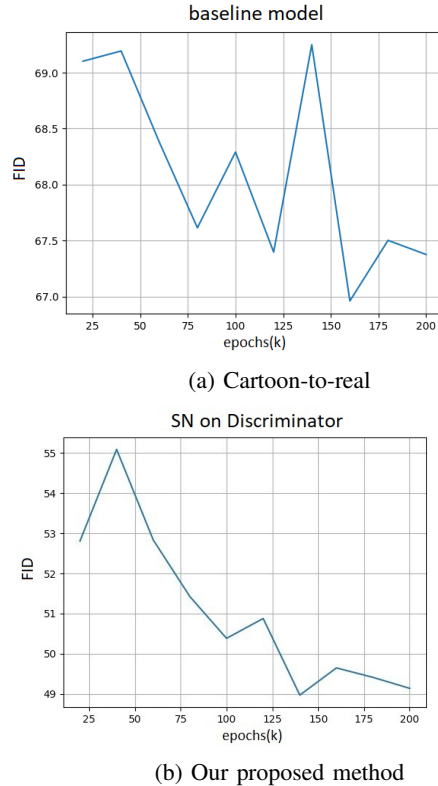 baseline model
69.0
68.5
68.0
67.5
67.0
FID
25 50 75 100 125 150 175 200
epochs(k)
(a) Cartoon-to-real
SN on Discriminator
55
54
53
52
51
50
49
FID
25 50 75 100 125 150 175 200
epochs(k)
(b) Our proposed method